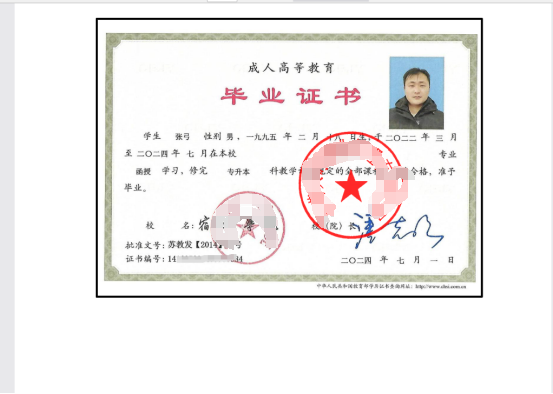 成人高等教育
毕业证书
学生 张弓 性别 男，一九九五 年 二 月 十八 日生，于 二〇二二 年 三 月
至 二〇二四 年 七 月在本校 专业
函授 学习，修完 专升本 科教学 规定的全部课 合格，准予
毕业。
校 名： 宿 学
校（院）长
批准文号：苏教发【2014】 号
证书编号：14 34
二〇二四 年 七 月 一 日
中华人民共和国教育部学历证书查询网址：http://www.chsi.com.cn